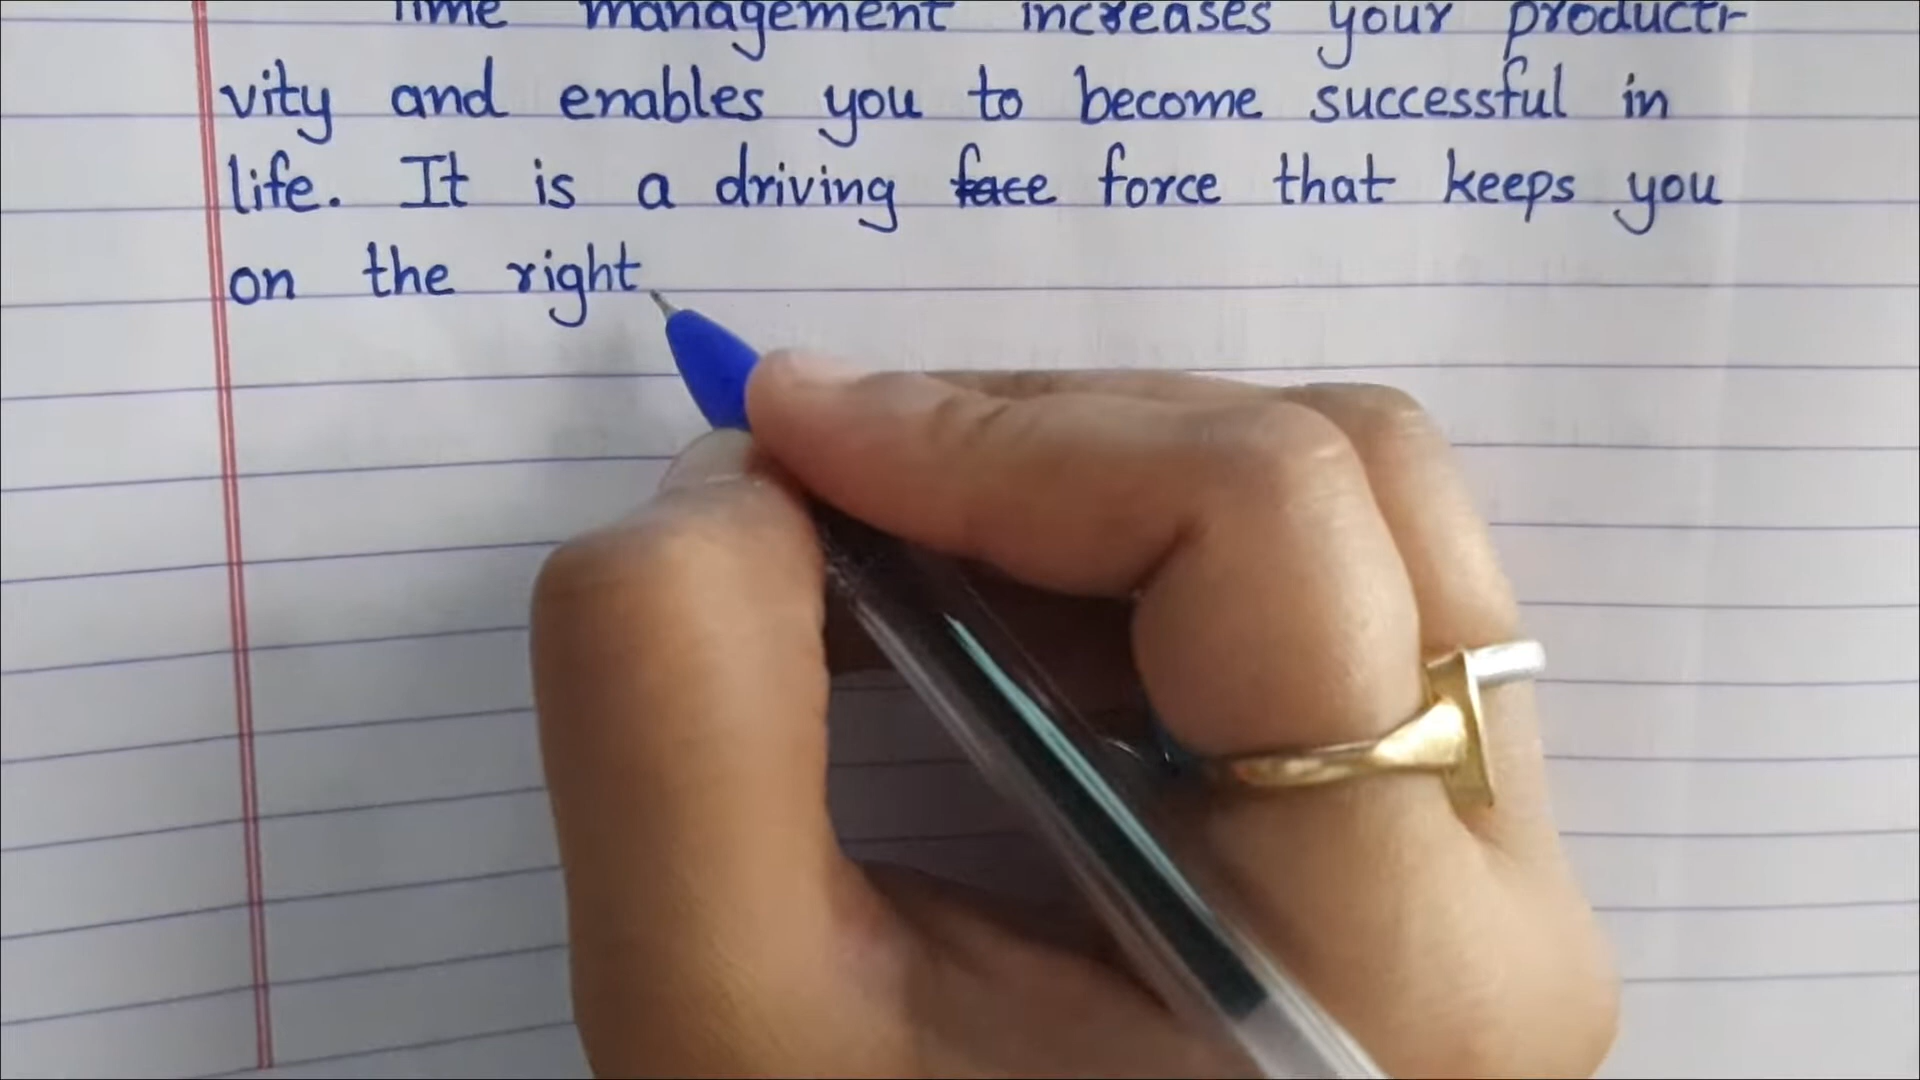 Time management increases your producti-
vity and enables you to become successful in
life. It is a driving face force that keeps you
on the right